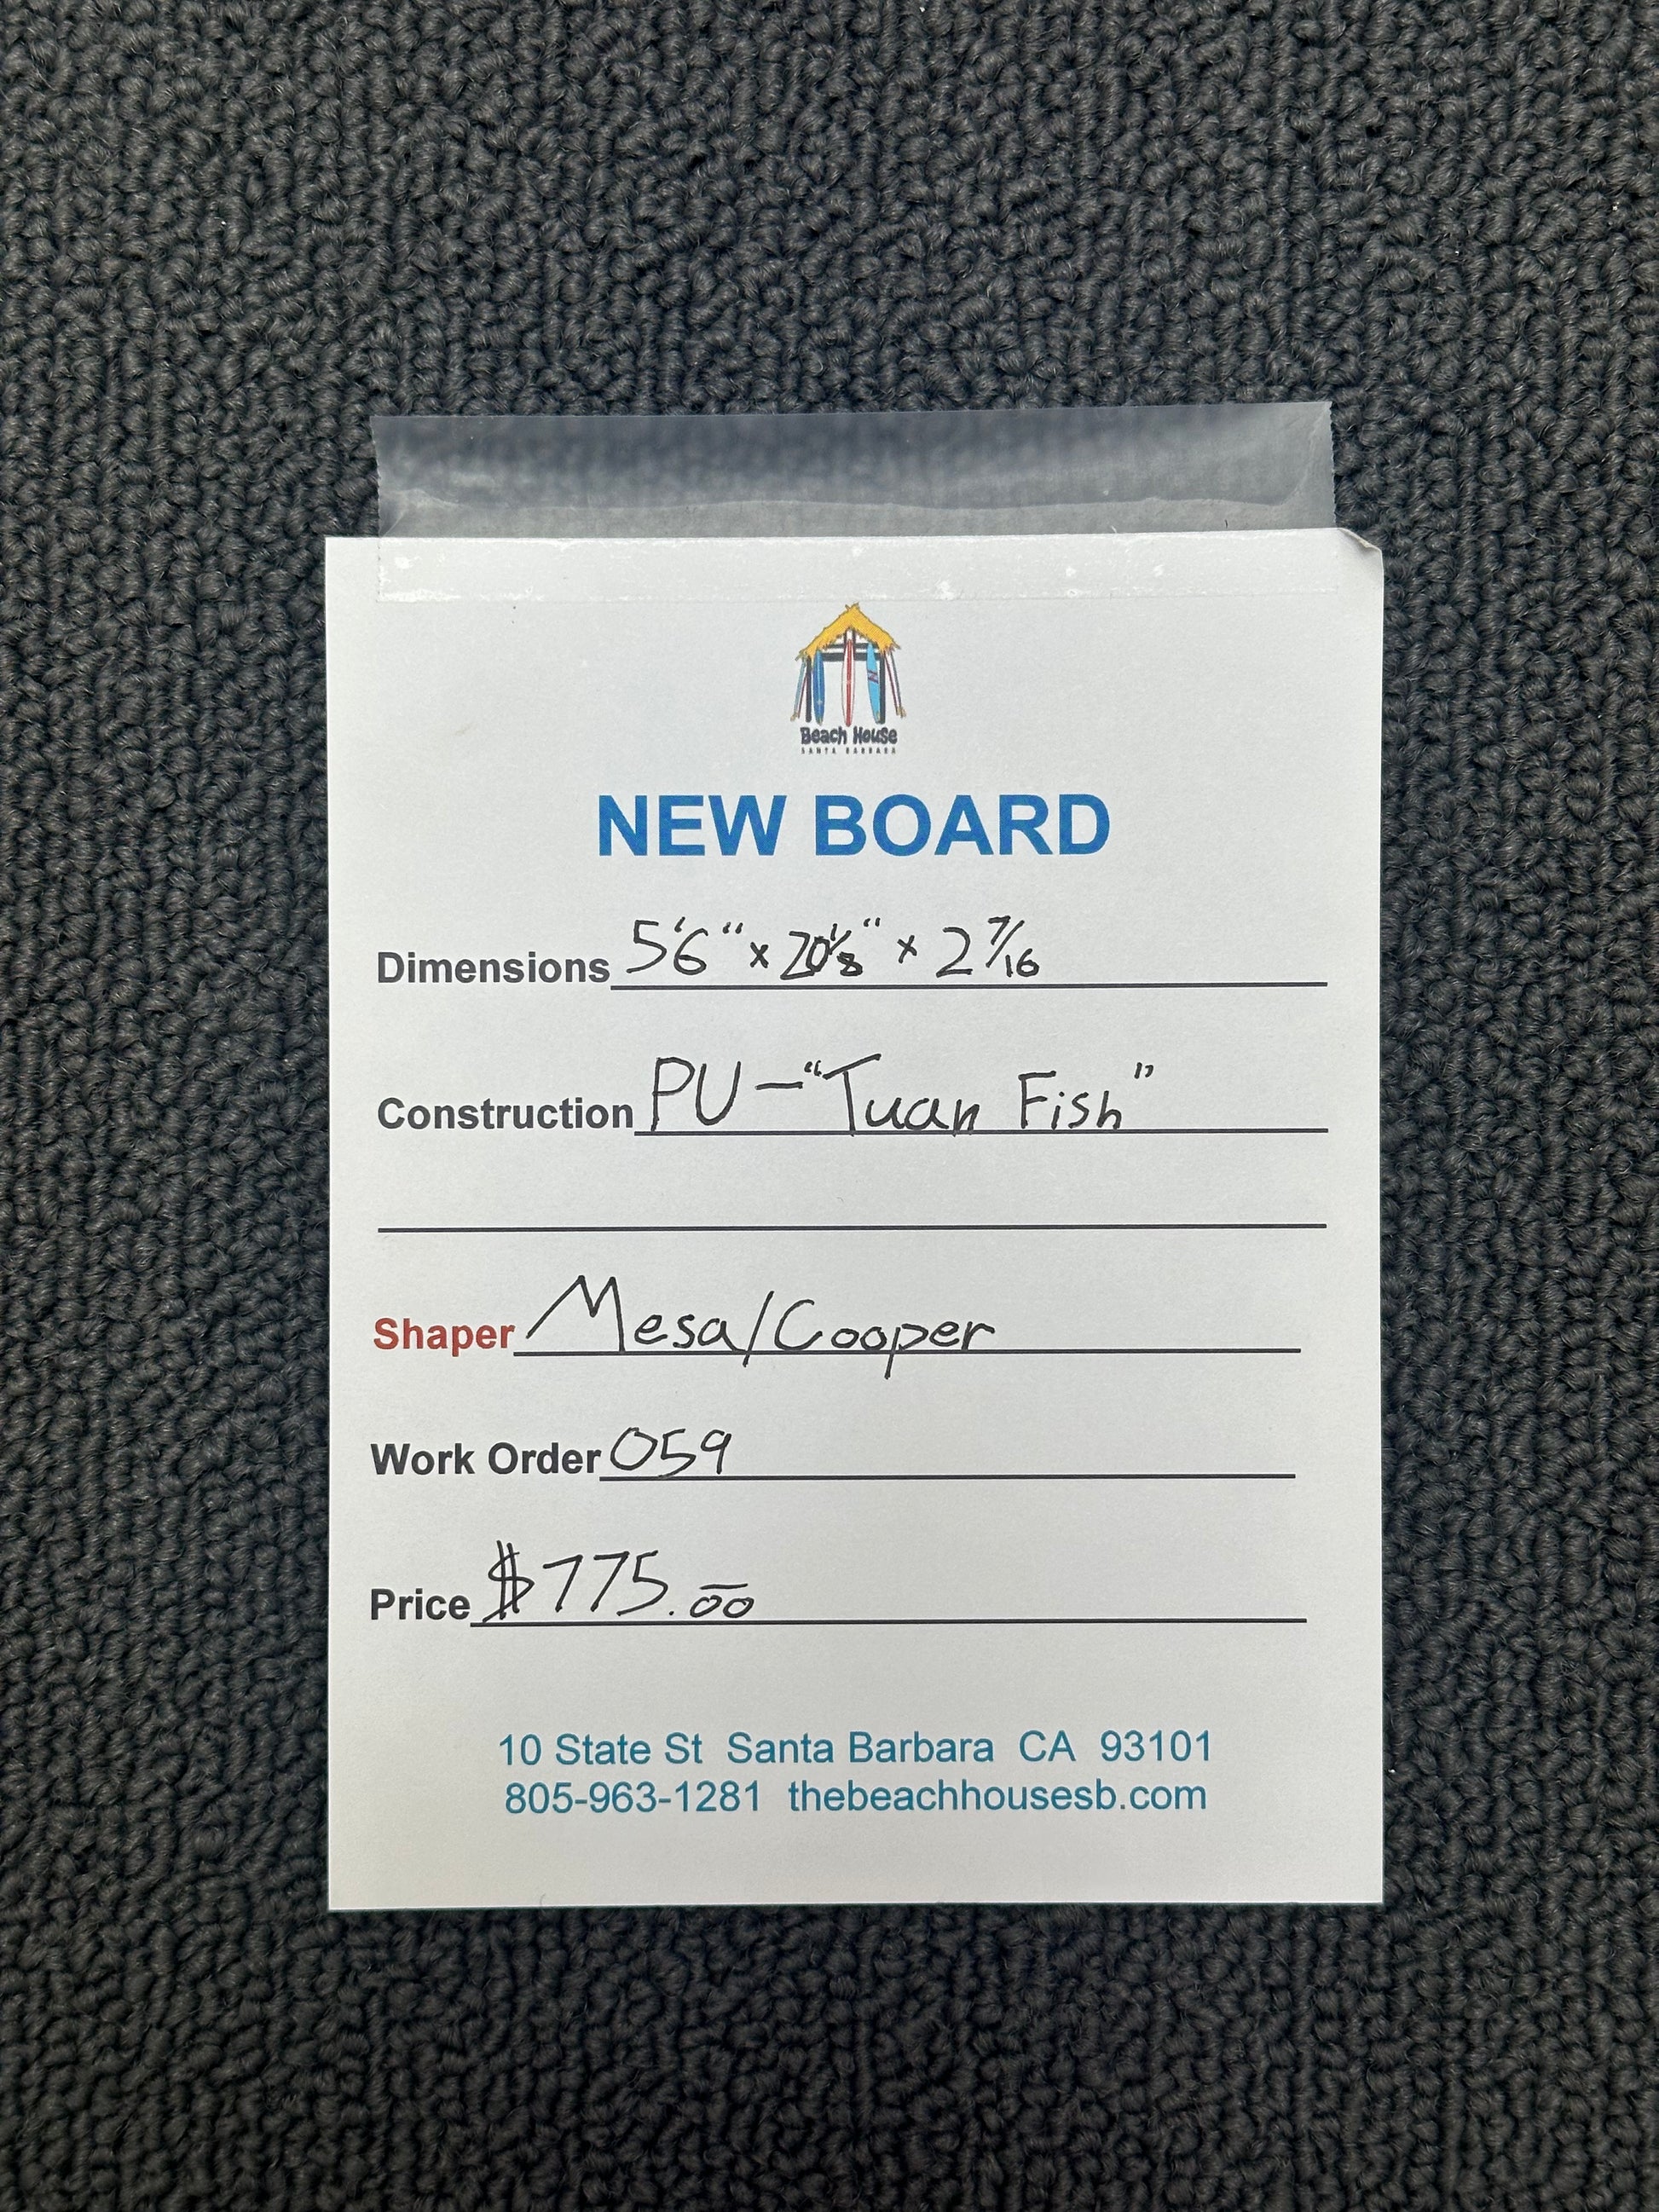 Beach House
SANTA BARBARA
NEW BOARD
Dimensions 5'6" x 20 1/8" x 2 7/16
Construction PU - "Tuan Fish"
Shaper Mesa/Cooper
Work Order 059
Price $775.00
10 State St Santa Barbara CA 93101
805-963-1281 thebeachhousesb.com